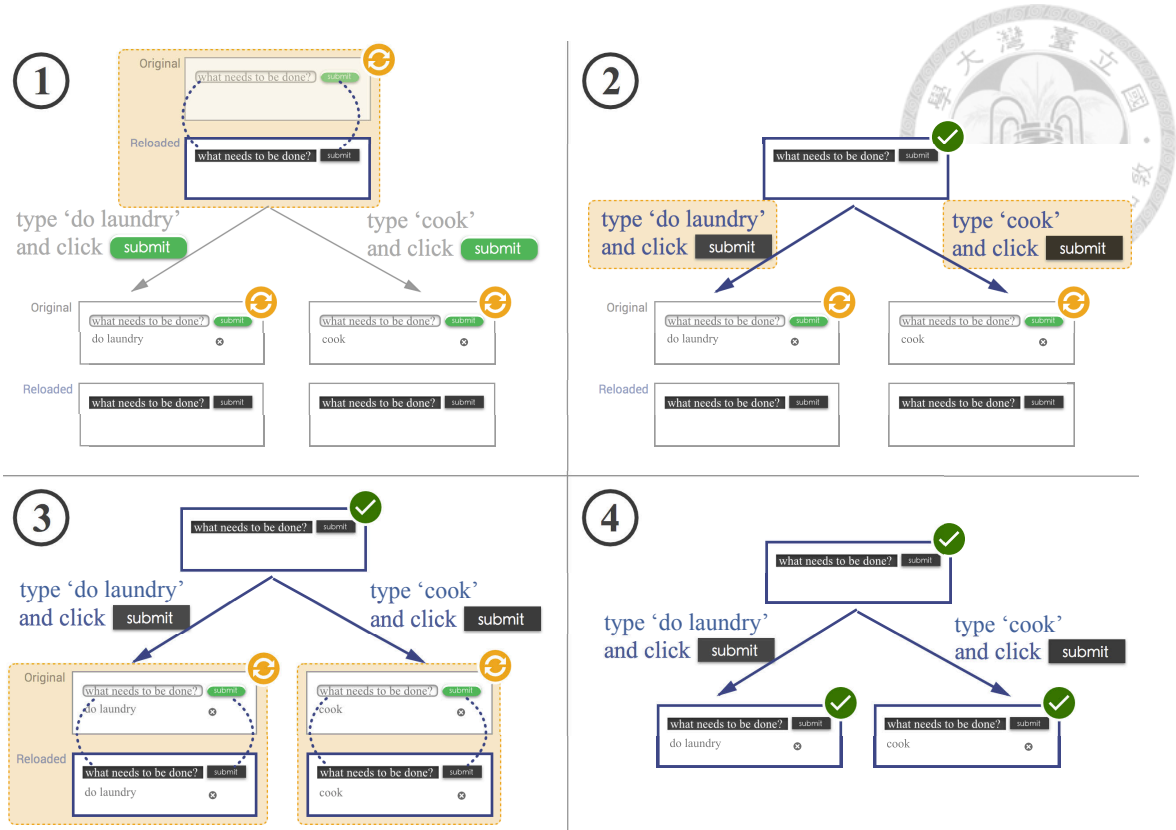 1
Original
what needs to be done? submit
Reloaded
what needs to be done? submit
type ‘do laundry’
and click submit
type ‘cook’
and click submit
Original
what needs to be done? submit
do laundry
what needs to be done? submit
cook
Reloaded
what needs to be done? submit
what needs to be done? submit
2
what needs to be done? submit
type ‘do laundry’
and click submit
type ‘cook’
and click submit
Original
what needs to be done? submit
do laundry
what needs to be done? submit
cook
Reloaded
what needs to be done? submit
what needs to be done? submit
3
what needs to be done? submit
type ‘do laundry’
and click submit
type ‘cook’
and click submit
Original
what needs to be done? submit
do laundry
what needs to be done? submit
cook
Reloaded
what needs to be done? submit
do laundry
what needs to be done? submit
cook
4
what needs to be done? submit
type ‘do laundry’
and click submit
type ‘cook’
and click submit
what needs to be done? submit
do laundry
what needs to be done? submit
cook
學大灣臺立國